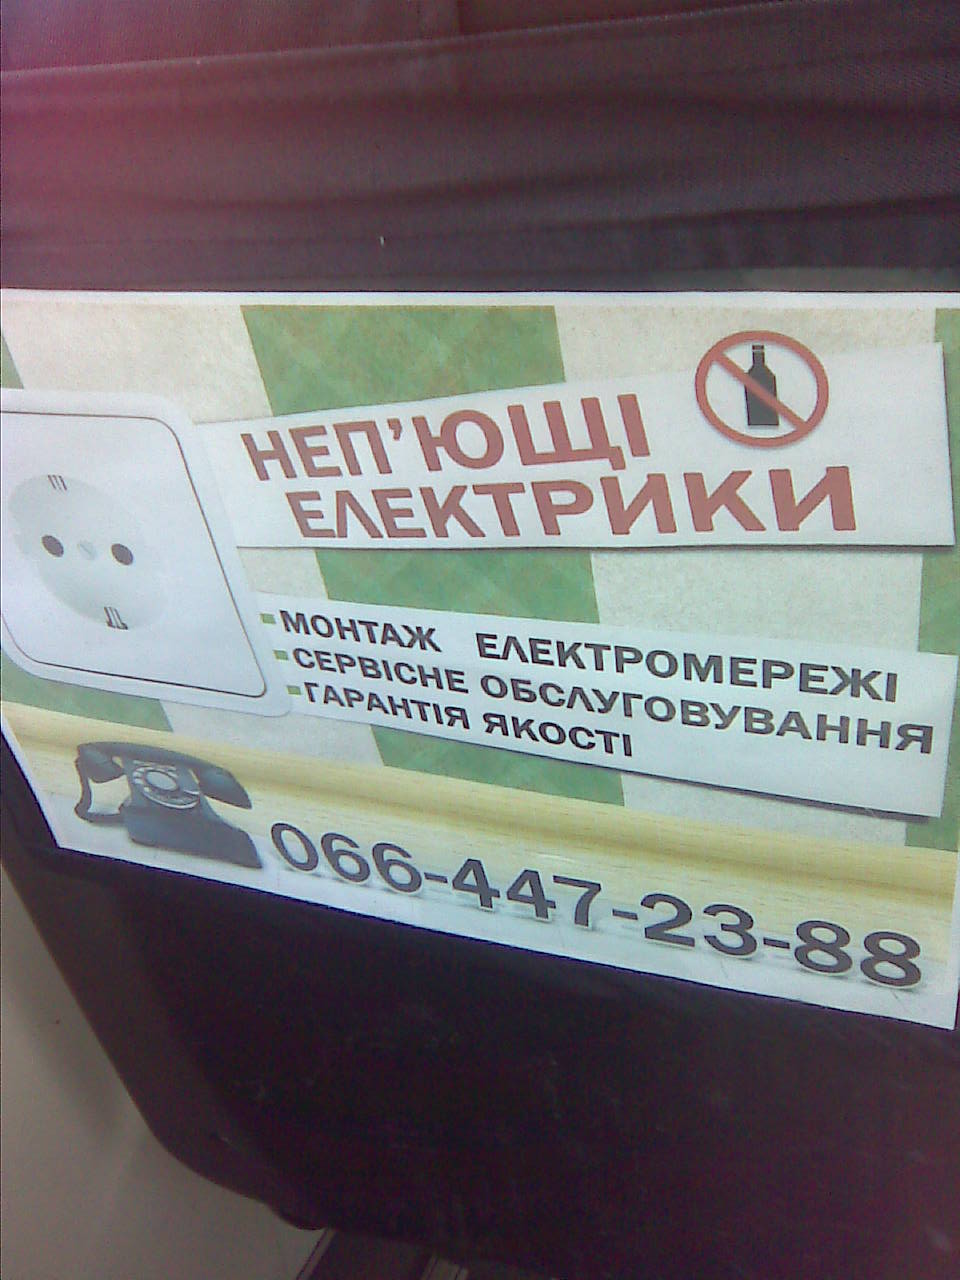 НЕП'ЮЩІ
ЕЛЕКТРИКИ
МОНТАЖ ЕЛЕКТРОМЕРЕЖІ
СЕРВІСНЕ ОБСЛУГОВУВАННЯ
ГАРАНТІЯ ЯКОСТІ
066-447-23-88